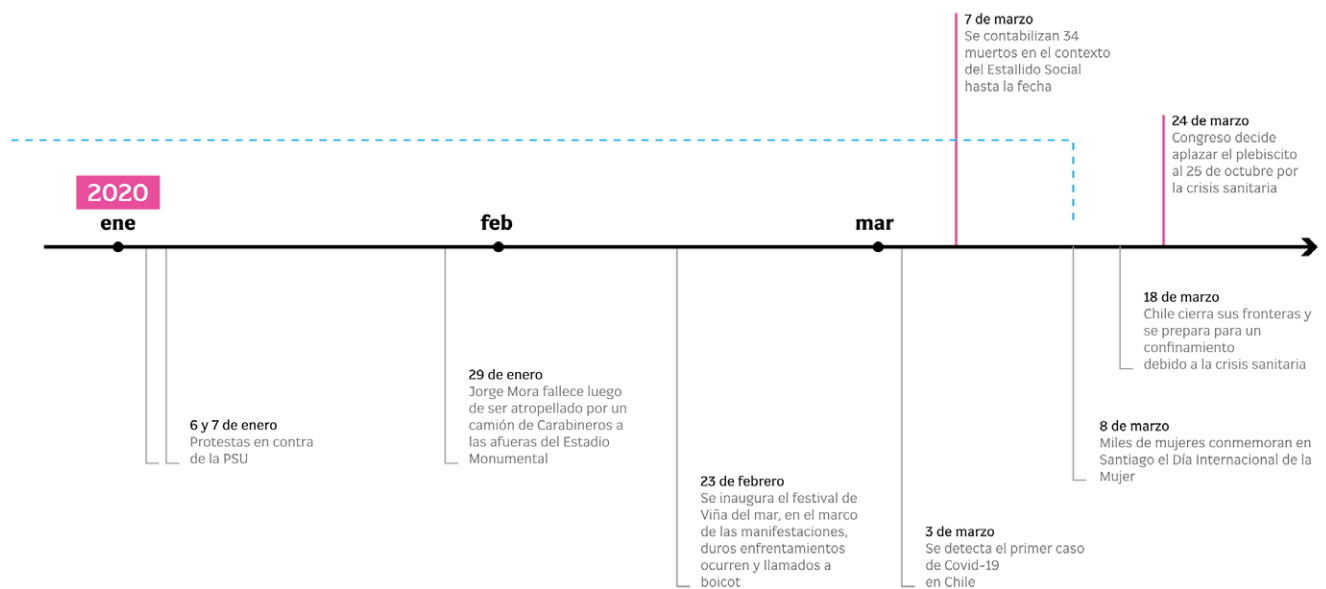 7 de marzo
Se contabilizan 34
muertos en el contexto
del Estallido Social
hasta la fecha
24 de marzo
Congreso decide
aplazar el plebiscito
al 25 de octubre por
la crisis sanitaria
2020
ene
feb
mar
6 y 7 de enero
Protestas en contra
de la PSU
29 de enero
Jorge Mora fallece luego
de ser atropellado por un
camión de Carabineros a
las afueras del Estadio
Monumental
23 de febrero
Se inaugura el festival de
Viña del mar, en el marco
de las manifestaciones,
duros enfrentamientos
ocurren y llamados a
boicot
3 de marzo
Se detecta el primer caso
de Covid-19
en Chile
8 de marzo
Miles de mujeres conmemoran en
Santiago el Día Internacional de la
Mujer
18 de marzo
Chile cierra sus fronteras y
se prepara para un
confinamiento
debido a la crisis sanitaria